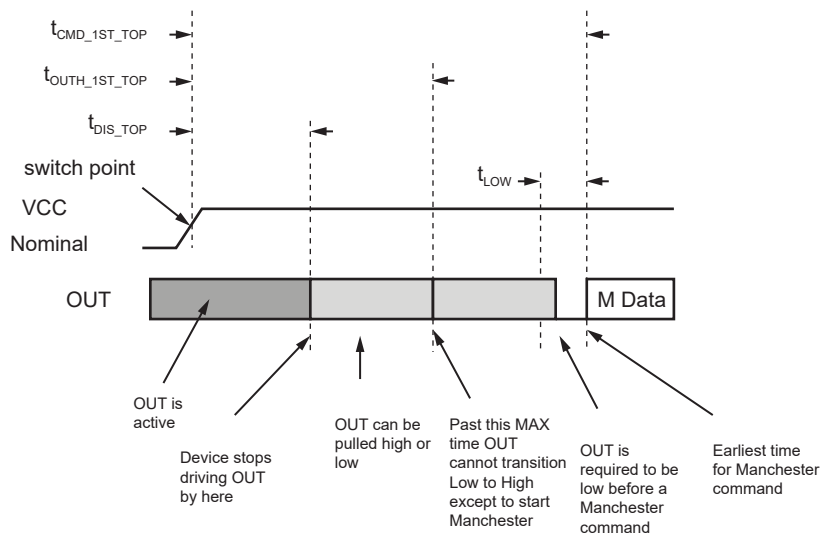 tCMD_1ST_TOP
tOUTH_1ST_TOP
tDIS_TOP
switch point
tLOW
VCC
Nominal
OUT
M Data
OUT is
active
Device stops
driving OUT
by here
OUT can be
pulled high or
low
Past this MAX
time OUT
cannot transition
Low to High
except to start
Manchester
OUT is
required to be
low before a
Manchester
command
Earliest time
for Manchester
command